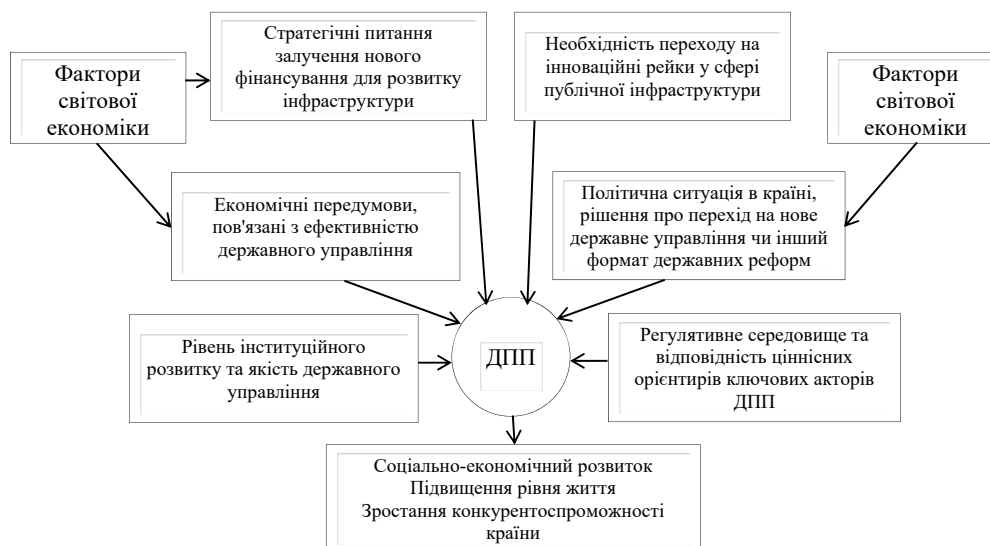 Стратегічні питання
залучення нового
фінансування для розвитку
інфраструктури
Необхідність переходу на
інноваційні рейки у сфері
публічної інфраструктури
Фактори
світової
економіки
Фактори
світової
економіки
Економічні передумови,
пов'язані з ефективністю
державного управління
Політична ситуація в країні,
рішення про перехід на нове
державне управління чи інший
формат державних реформ
Рівень інституційного
розвитку та якість державного
управління
ДПП
Регулятивне середовище та
відповідність ціннісних
орієнтирів ключових акторів
ДПП
Соціально-економічний розвиток
Підвищення рівня життя
Зростання конкурентоспроможності
країни